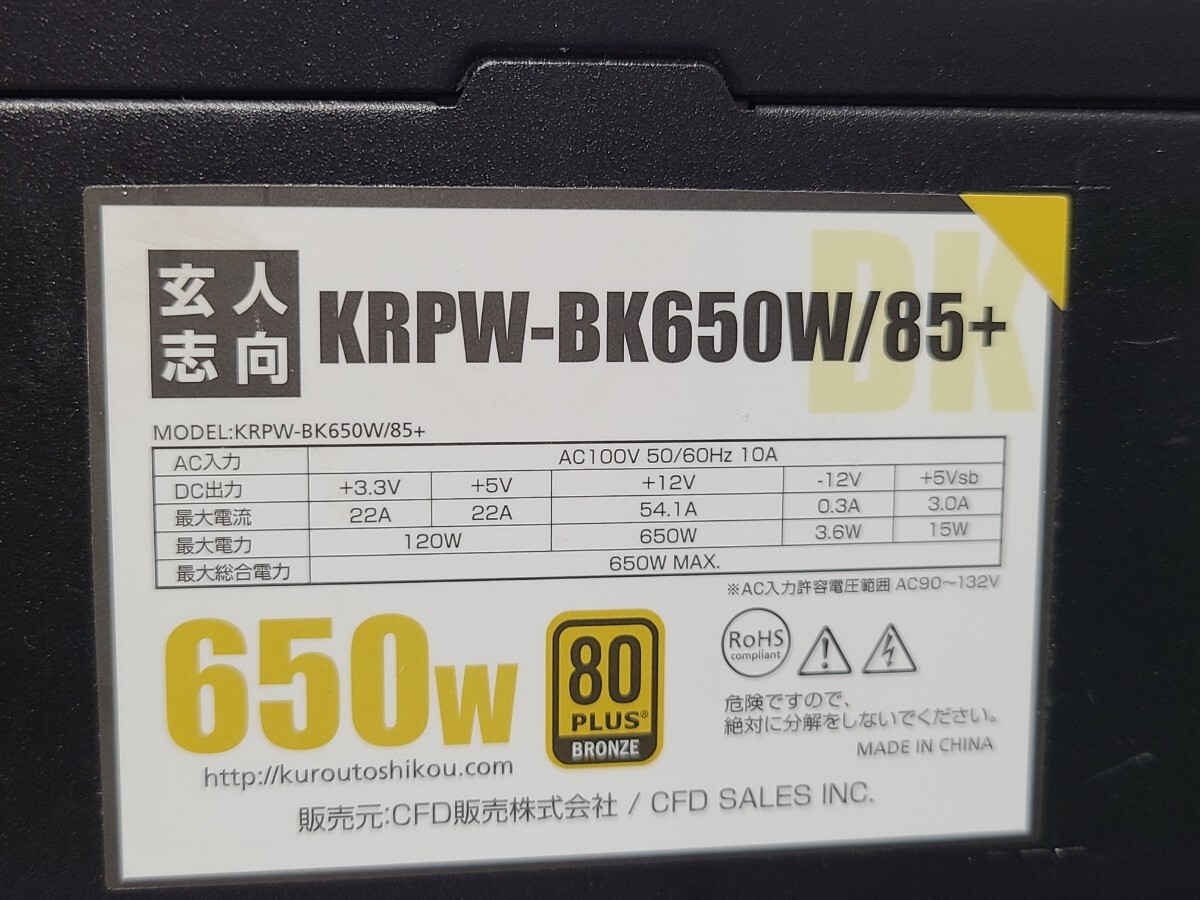 玄人
志向
KRPW-BK650W/85+
BK
MODEL:KRPW-BK650W/85+
AC入力 AC100V 50/60Hz 10A
DC出力 +3.3V +5V +12V -12V +5Vsb
最大電流 22A 22A 54.1A 0.3A 3.0A
最大電力 120W 650W 3.6W 15W
最大総合電力 650W MAX.
※AC入力許容電圧範囲 AC90～132V
650W
80
PLUS®
BRONZE
RoHS
compliant
危険ですので、
絶対に分解をしないでください。
MADE IN CHINA
http://kuroutoshikou.com
販売元:CFD販売株式会社 / CFD SALES INC.